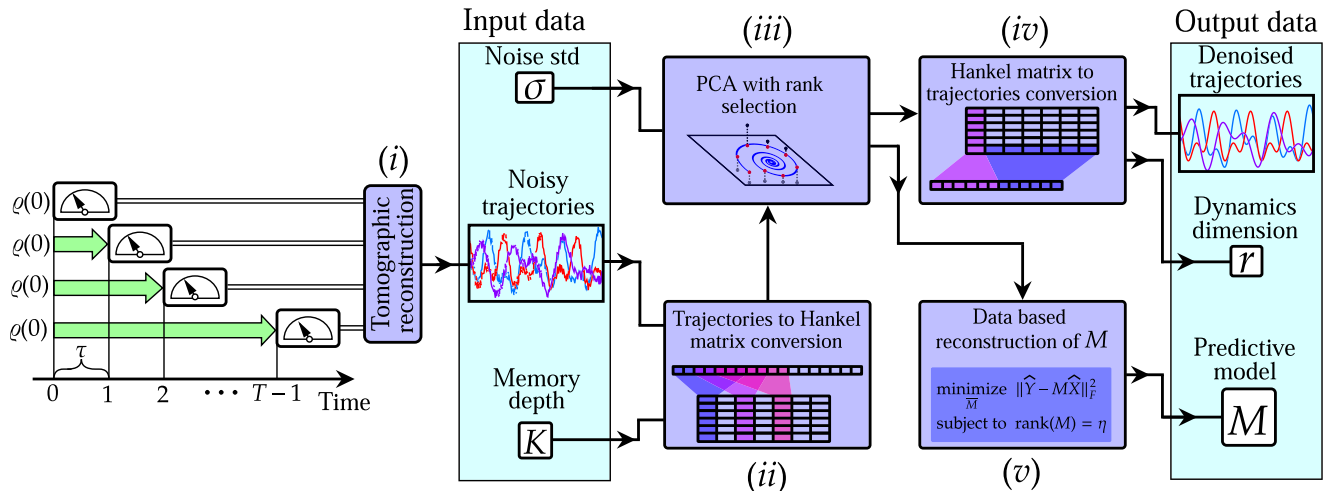 Input data
Output data
(iii)
(iv)
Noise std
σ
PCA with rank
selection
Hankel matrix to
trajectories conversion
Denoised
trajectories
(i)
ϱ(0)
ϱ(0)
ϱ(0)
ϱ(0)
Tomographic
reconstruction
Noisy
trajectories
Dynamics
dimension
r
τ
0
1
2
⋯
T − 1
Time
Memory
depth
K
Trajectories to Hankel
matrix conversion
(ii)
Data based
reconstruction of M
minimize ‖Ŷ − MX̂‖²_F
M̅
subject to rank(M) = η
(v)
Predictive
model
M